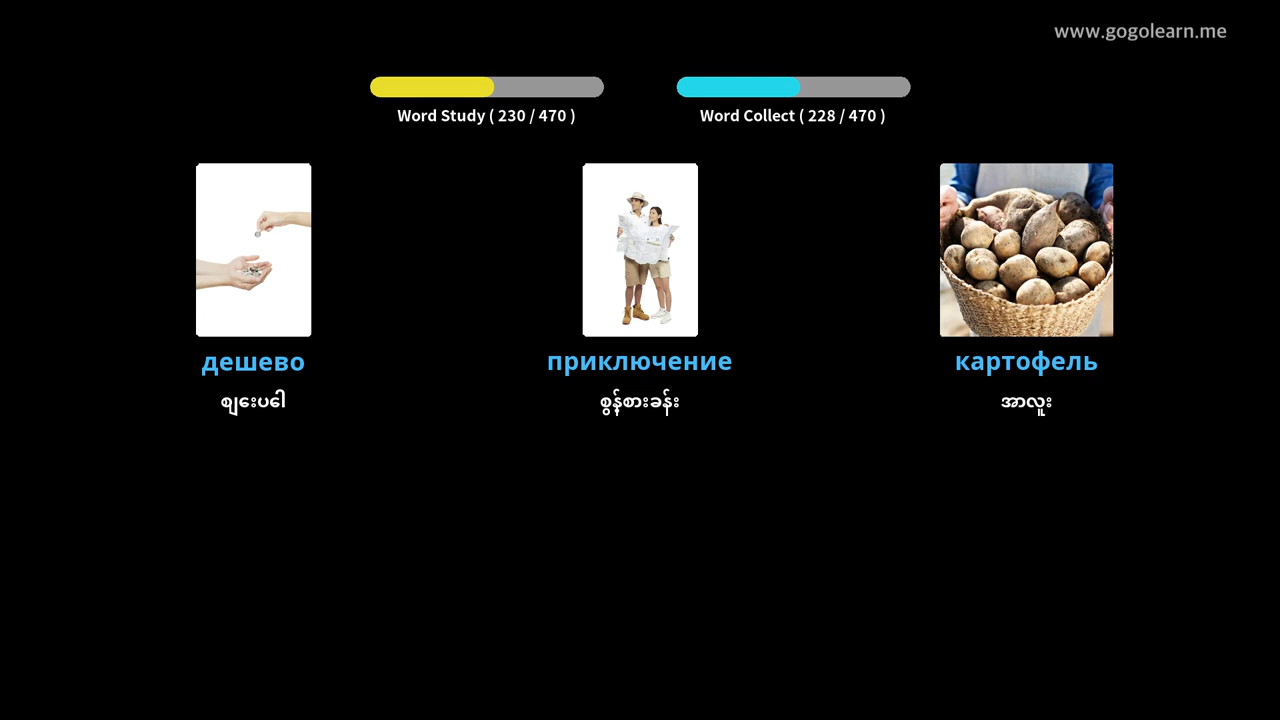 www.gogolearn.me
Word Study ( 230 / 470 )
Word Collect ( 228 / 470 )
дешево
приключение
картофель
စျေးပေါ
စွန့်စားခန်း
အာလူး